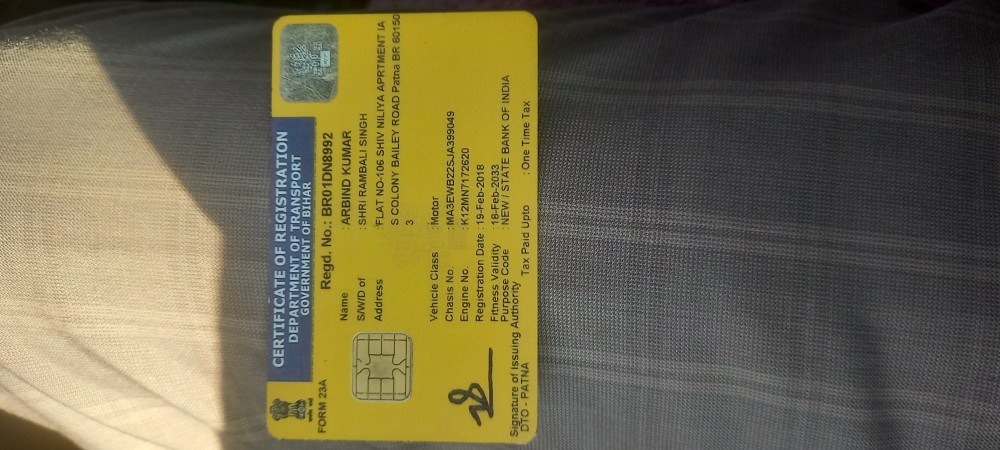 CERTIFICATE OF REGISTRATION
DEPARTMENT OF TRANSPORT
GOVERNMENT OF BIHAR
FORM 23A
Regd. No.: BR01DN8992
Name : ARBIND KUMAR
S/W/D of : SHRI RAMBALI SINGH
Address : FLAT NO-106 SHIV NILIYA APRTMENT IA
S COLONY BAILEY ROAD Patna BR 80150
3
Vehicle Class : Motor
Chasis No. : MA3EWB22SJA399049
Engine No. : K12MN7172620
Registration Date : 19-Feb-2018
Fitness Validity : 18-Feb-2033
Purpose Code : NEW / STATE BANK OF INDIA
Signature of Issuing Authority Tax Paid Upto : One Time Tax
DTO - PATNA